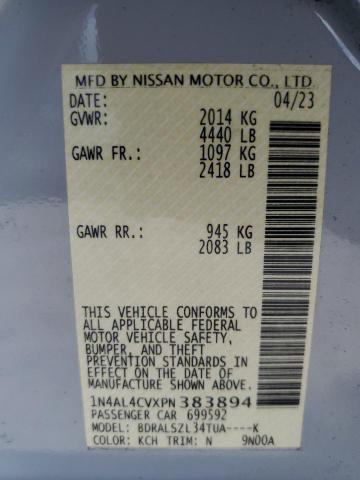 MFD BY NISSAN MOTOR CO., LTD.
DATE: 04/23
GVWR: 2014 KG
4440 LB
GAWR FR.: 1097 KG
2418 LB
GAWR RR.: 945 KG
2083 LB
THIS VEHICLE CONFORMS TO
ALL APPLICABLE FEDERAL
MOTOR VEHICLE SAFETY,
BUMPER, AND THEFT
PREVENTION STANDARDS IN
EFFECT ON THE DATE OF
MANUFACTURE SHOWN ABOVE.
1N4AL4CVXPN383894
PASSENGER CAR 699592
MODEL: BDRALSZL34TUA----K
COLOR: KCH TRIM: N 9N00A